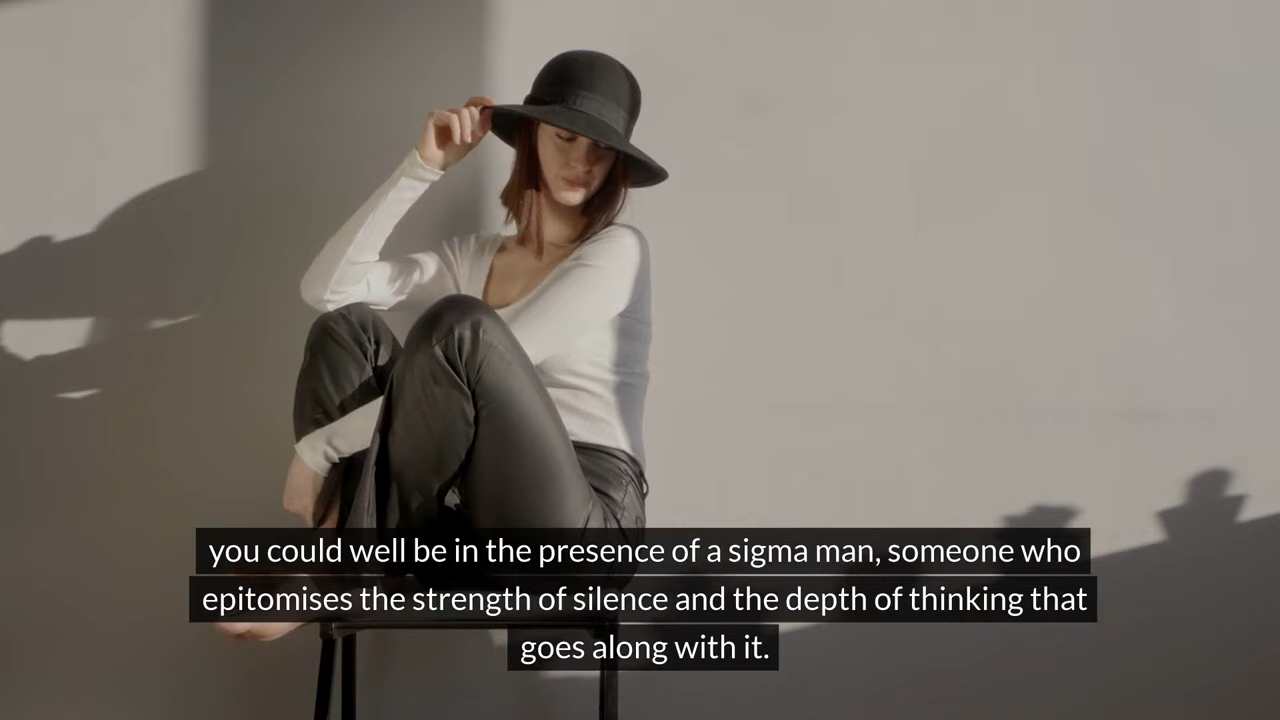 you could well be in the presence of a sigma man, someone who
epitomises the strength of silence and the depth of thinking that
goes along with it.